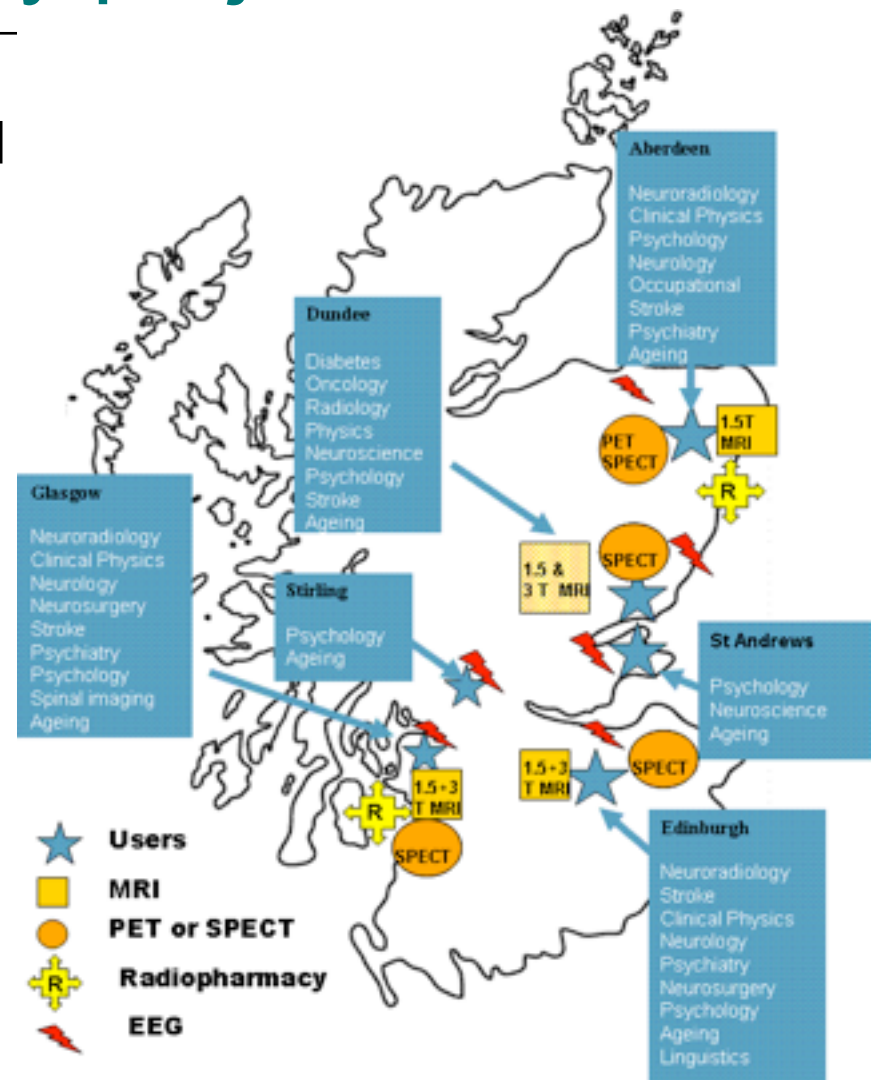 Aberdeen
Neuroradiology
Clinical Physics
Psychology
Neurology
Occupational
Stroke
Psychiatry
Ageing
Dundee
Diabetes
Oncology
Radiology
Physics
Neuroscience
Psychology
Stroke
Ageing
PET
SPECT
1.5T
MRI
R
Glasgow
Neuroradiology
Clinical Physics
Neurology
Neurosurgery
Stroke
Psychiatry
Psychology
Spinal imaging
Ageing
SPECT
1.5 &
3 T MRI
Stirling
Psychology
Ageing
St Andrews
Psychology
Neuroscience
Ageing
1.5+3
T MRI
SPECT
1.5+3
T MRI
R
SPECT
Edinburgh
Neuroradiology
Stroke
Clinical Physics
Neurology
Psychiatry
Neurosurgery
Psychology
Ageing
Linguistics
Users
MRI
PET or SPECT
R
Radiopharmacy
EEG